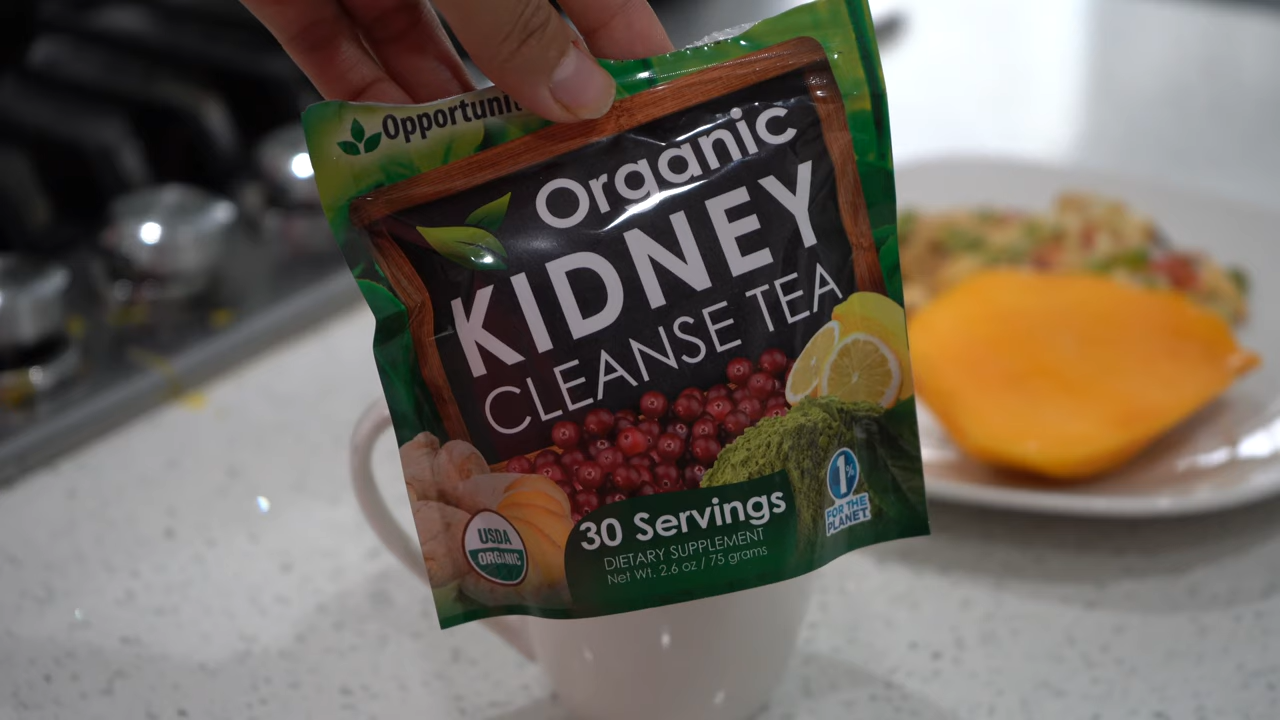 Organic
KIDNEY
CLEANSE TEA
30 Servings
DIETARY SUPPLEMENT
Net Wt. 2.6 oz / 75 grams
USDA
ORGANIC
1%
FOR THE
PLANET